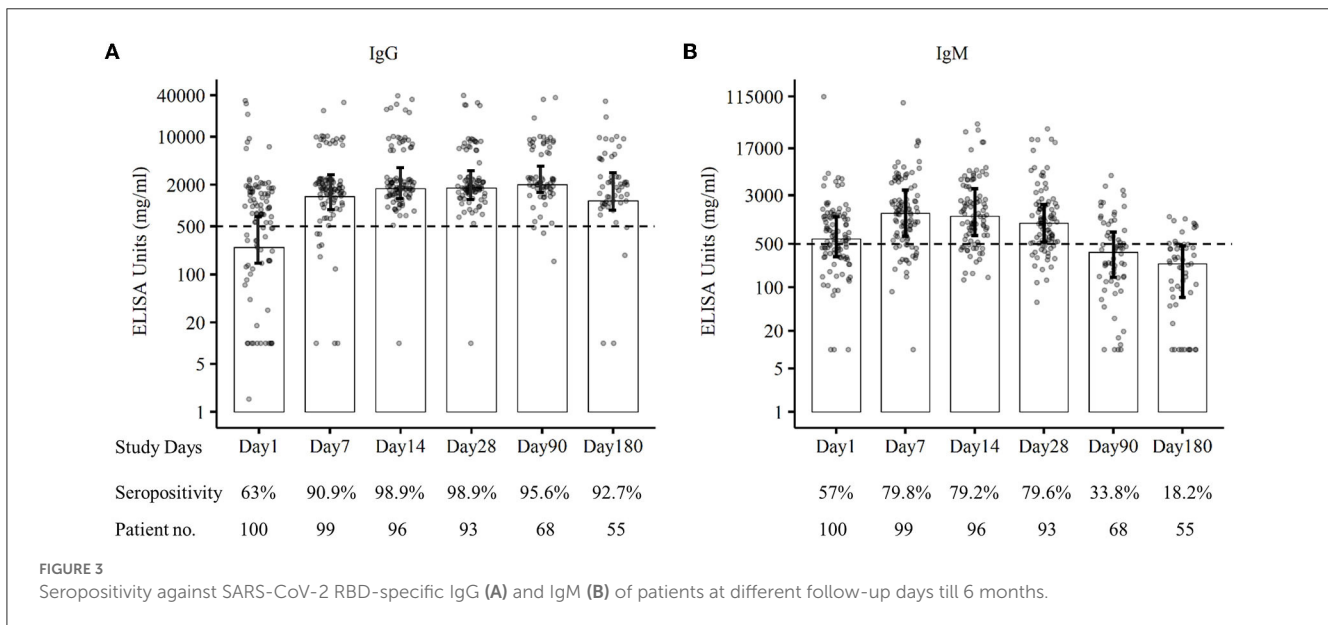 A
IgG
ELISA Units (mg/ml)
40000
10000
2000
500
100
20
5
1
B
IgM
ELISA Units (mg/ml)
115000
17000
3000
500
100
20
5
1
Study Days Day1 Day7 Day14 Day28 Day90 Day180 Day1 Day7 Day14 Day28 Day90 Day180
Seropositivity 63% 90.9% 98.9% 98.9% 95.6% 92.7% 57% 79.8% 79.2% 79.6% 33.8% 18.2%
Patient no. 100 99 96 93 68 55 100 99 96 93 68 55
FIGURE 3
Seropositivity against SARS-CoV-2 RBD-specific IgG (A) and IgM (B) of patients at different follow-up days till 6 months.